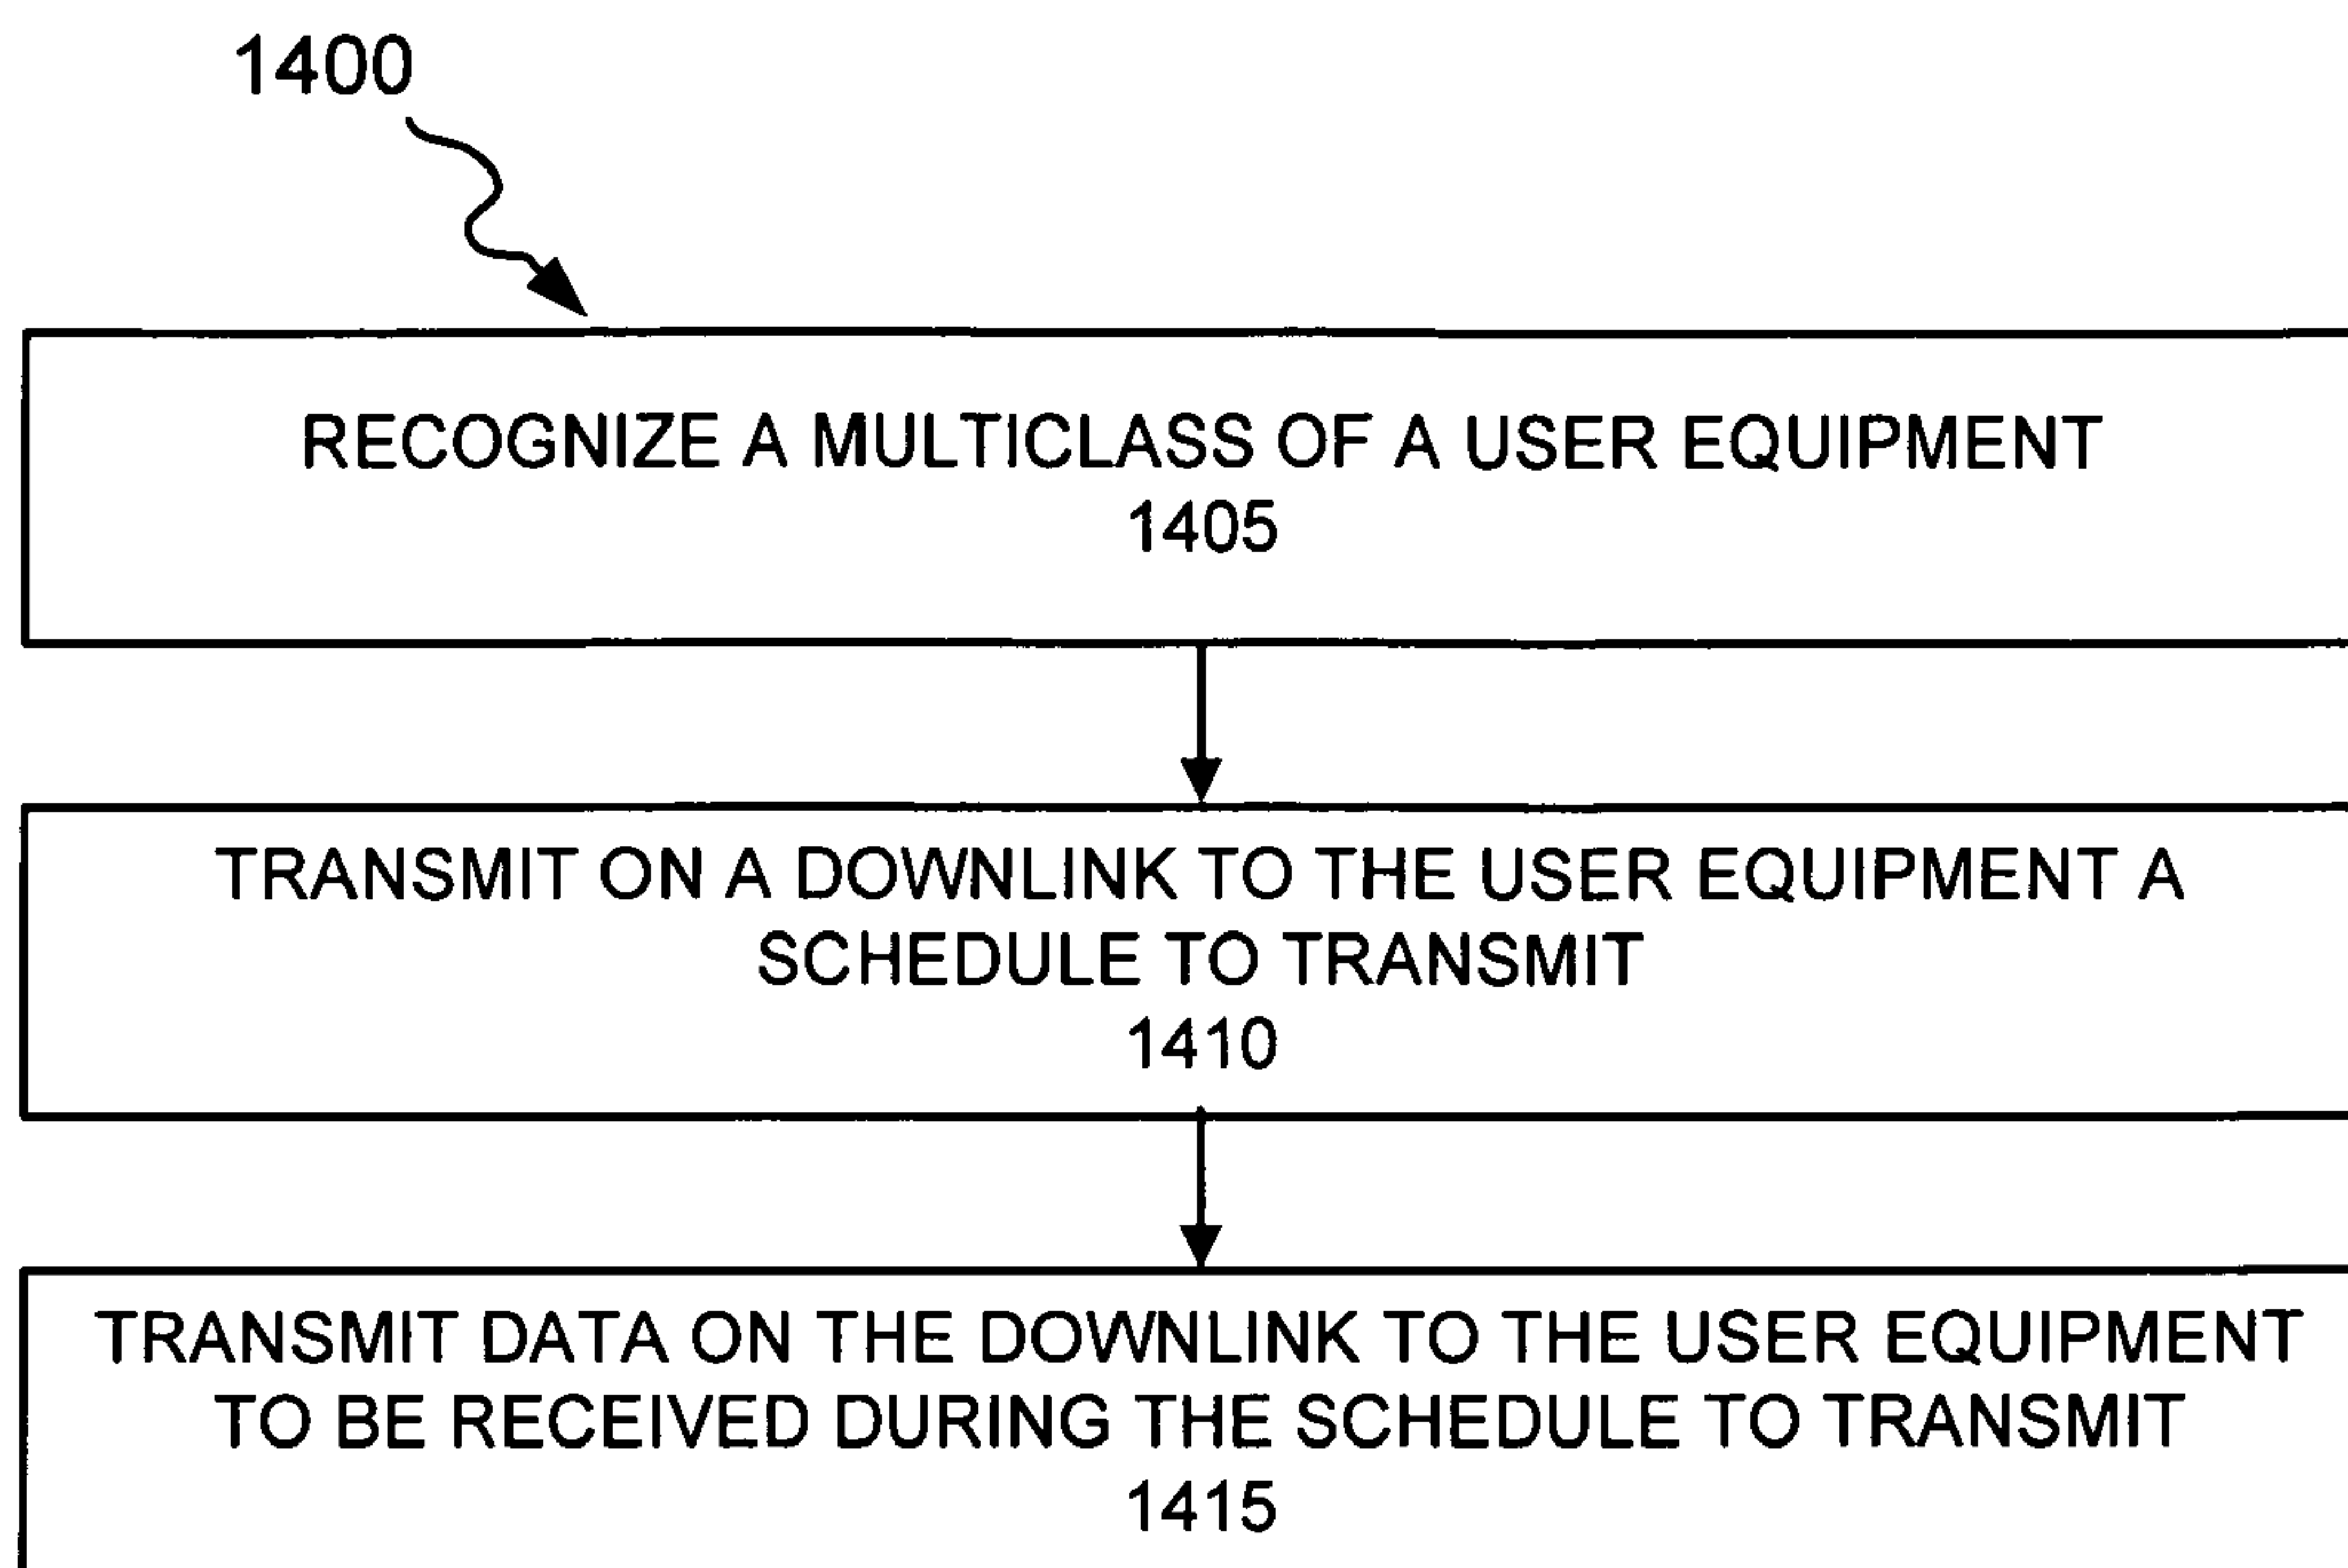 1400
RECOGNIZE A MULTICLASS OF A USER EQUIPMENT
1405
TRANSMIT ON A DOWNLINK TO THE USER EQUIPMENT A
SCHEDULE TO TRANSMIT
1410
TRANSMIT DATA ON THE DOWNLINK TO THE USER EQUIPMENT
TO BE RECEIVED DURING THE SCHEDULE TO TRANSMIT
1415